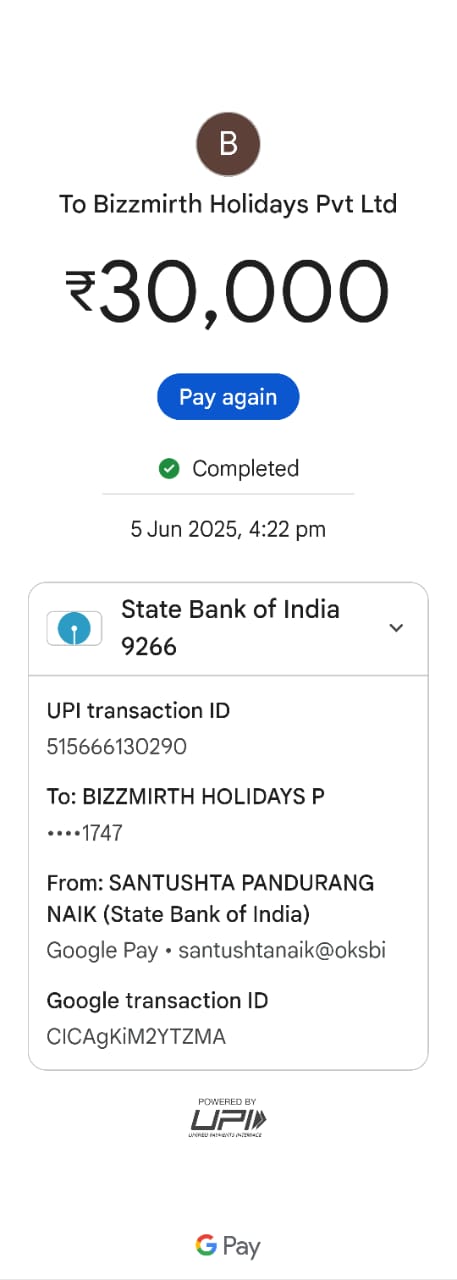 B
To Bizzmirth Holidays Pvt Ltd
₹30,000
Pay again
Completed
5 Jun 2025, 4:22 pm
State Bank of India
9266
UPI transaction ID
515666130290
To: BIZZMIRTH HOLIDAYS P
••••1747
From: SANTUSHTA PANDURANG
NAIK (State Bank of India)
Google Pay • santushtanaik@oksbi
Google transaction ID
CICAgKiM2YTZMA
POWERED BY
UPI
UNIFIED PAYMENTS INTERFACE
G Pay